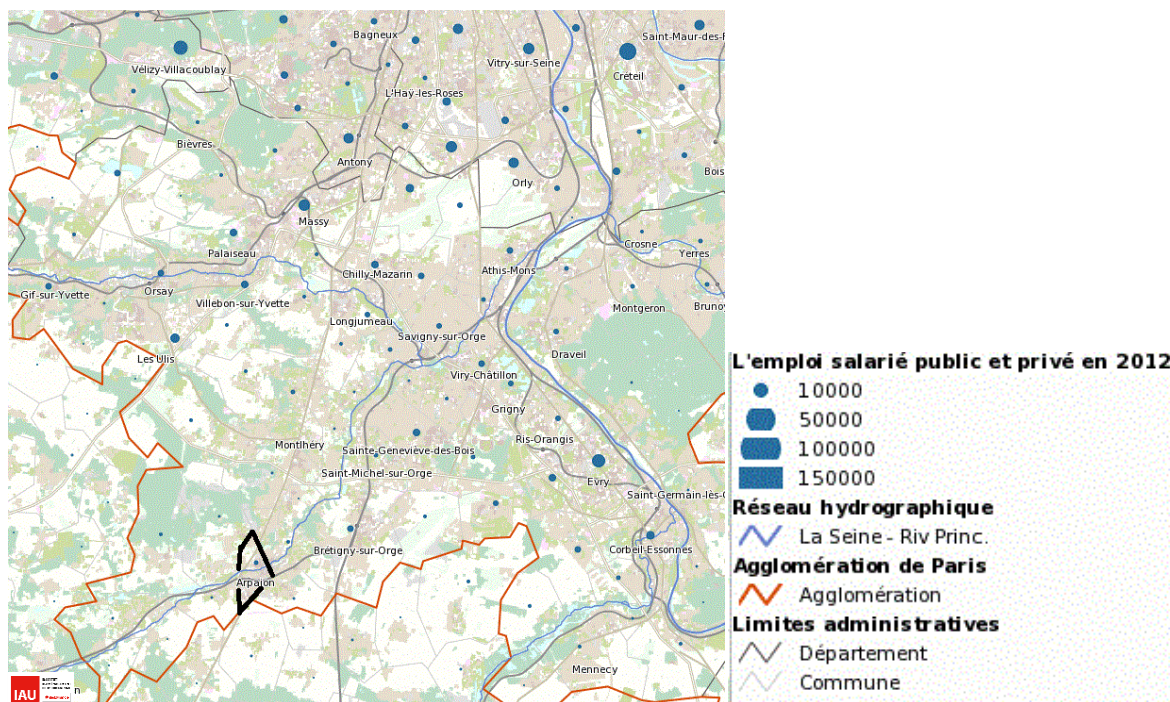 Bagneux
Saint-Maur-des-F
Vitry-sur-Seine
Vélizy-Villacoublay
Créteil
L'Haÿ-les-Roses
Bièvres
Antony
Bois
Orly
Massy
Crosne
Palaiseau
Yerres
Athis-Mons
Chilly-Mazarin
Gif-sur-Yvette
Orsay
Villebon-sur-Yvette
Montgeron
Bruno
Longjumeau
Savigny-sur-Orge
Les Ulis
Draveil
Viry-Châtillon
Grigny
Ris-Orangis
Montlhéry
Sainte-Geneviève-des-Bois
Saint-Michel-sur-Orge
Evry
Saint-Germain-lès-C
Brétigny-sur-Orge
Corbeil-Essonnes
Arpajon
Mennecy
IAU
n
L'emploi salarié public et privé en 2012
10000
50000
100000
150000
Réseau hydrographique
La Seine - Riv Princ.
Agglomération de Paris
Agglomération
Limites administratives
Département
Commune